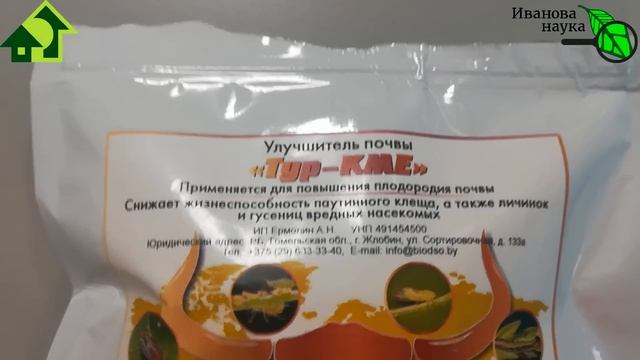 Иванова
наука
Улучшитель почвы
«Тур-КМЕ»
Применяется для повышения плодородия почвы
Снижает жизнеспособность паутинного клеща, а также личинок
и гусениц вредных насекомых
ИП Ермолин А.Н. УНП 491454500
Юридический адрес: РБ, Гомельская обл., г. Жлобин, ул. Сортировочная, д. 133а
Тел. +375 (29) 613-33-40, E-mail: info@biodso.by